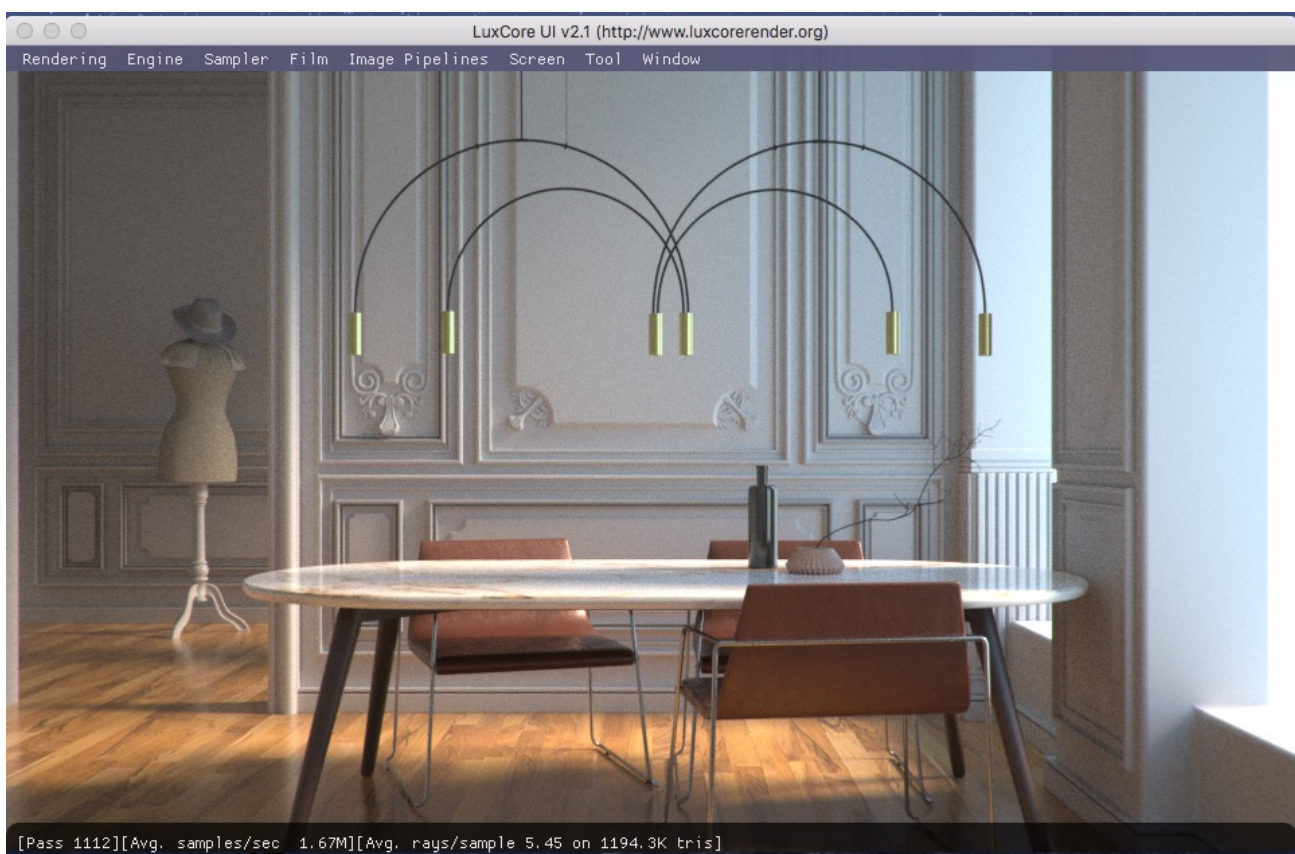 LuxCore UI v2.1 (http://www.luxcorerender.org)
Rendering Engine Sampler Film Image Pipelines Screen Tool Window
[Pass 1112][Avg. samples/sec 1.67M][Avg. rays/sample 5.45 on 1194.3K tris]